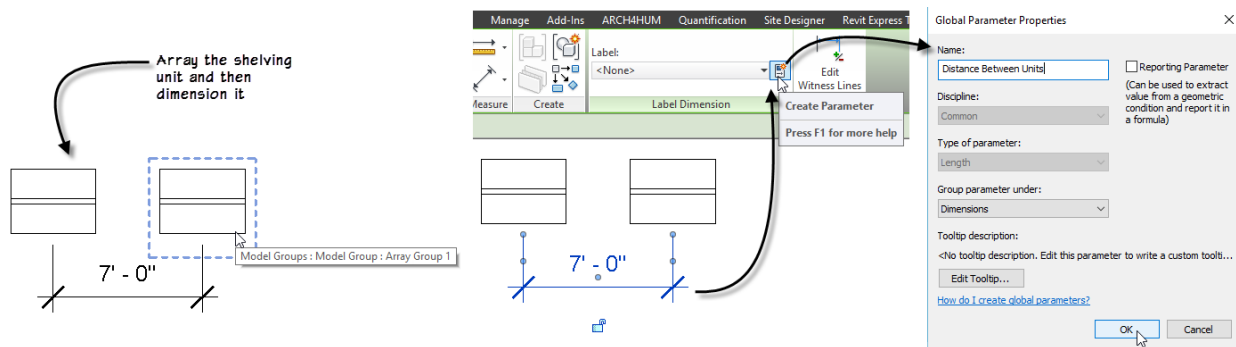 Array the shelving
unit and then
dimension it
7' - 0"
Model Groups : Model Group : Array Group 1
Manage Add-Ins ARCH4HUM Quantification Site Designer Revit Express
Label:
<None>
Edit
Witness Lines
Measure Create Label Dimension
Create Parameter
Press F1 for more help
7' - 0"
Global Parameter Properties
Name:
Distance Between Units
Reporting Parameter
(Can be used to extract
value from a geometric
condition and report it in
a formula)
Discipline:
Common
Type of parameter:
Length
Group parameter under:
Dimensions
Tooltip description:
<No tooltip description. Edit this parameter to write a custom toolti...
Edit Tooltip...
How do I create global parameters?
OK Cancel